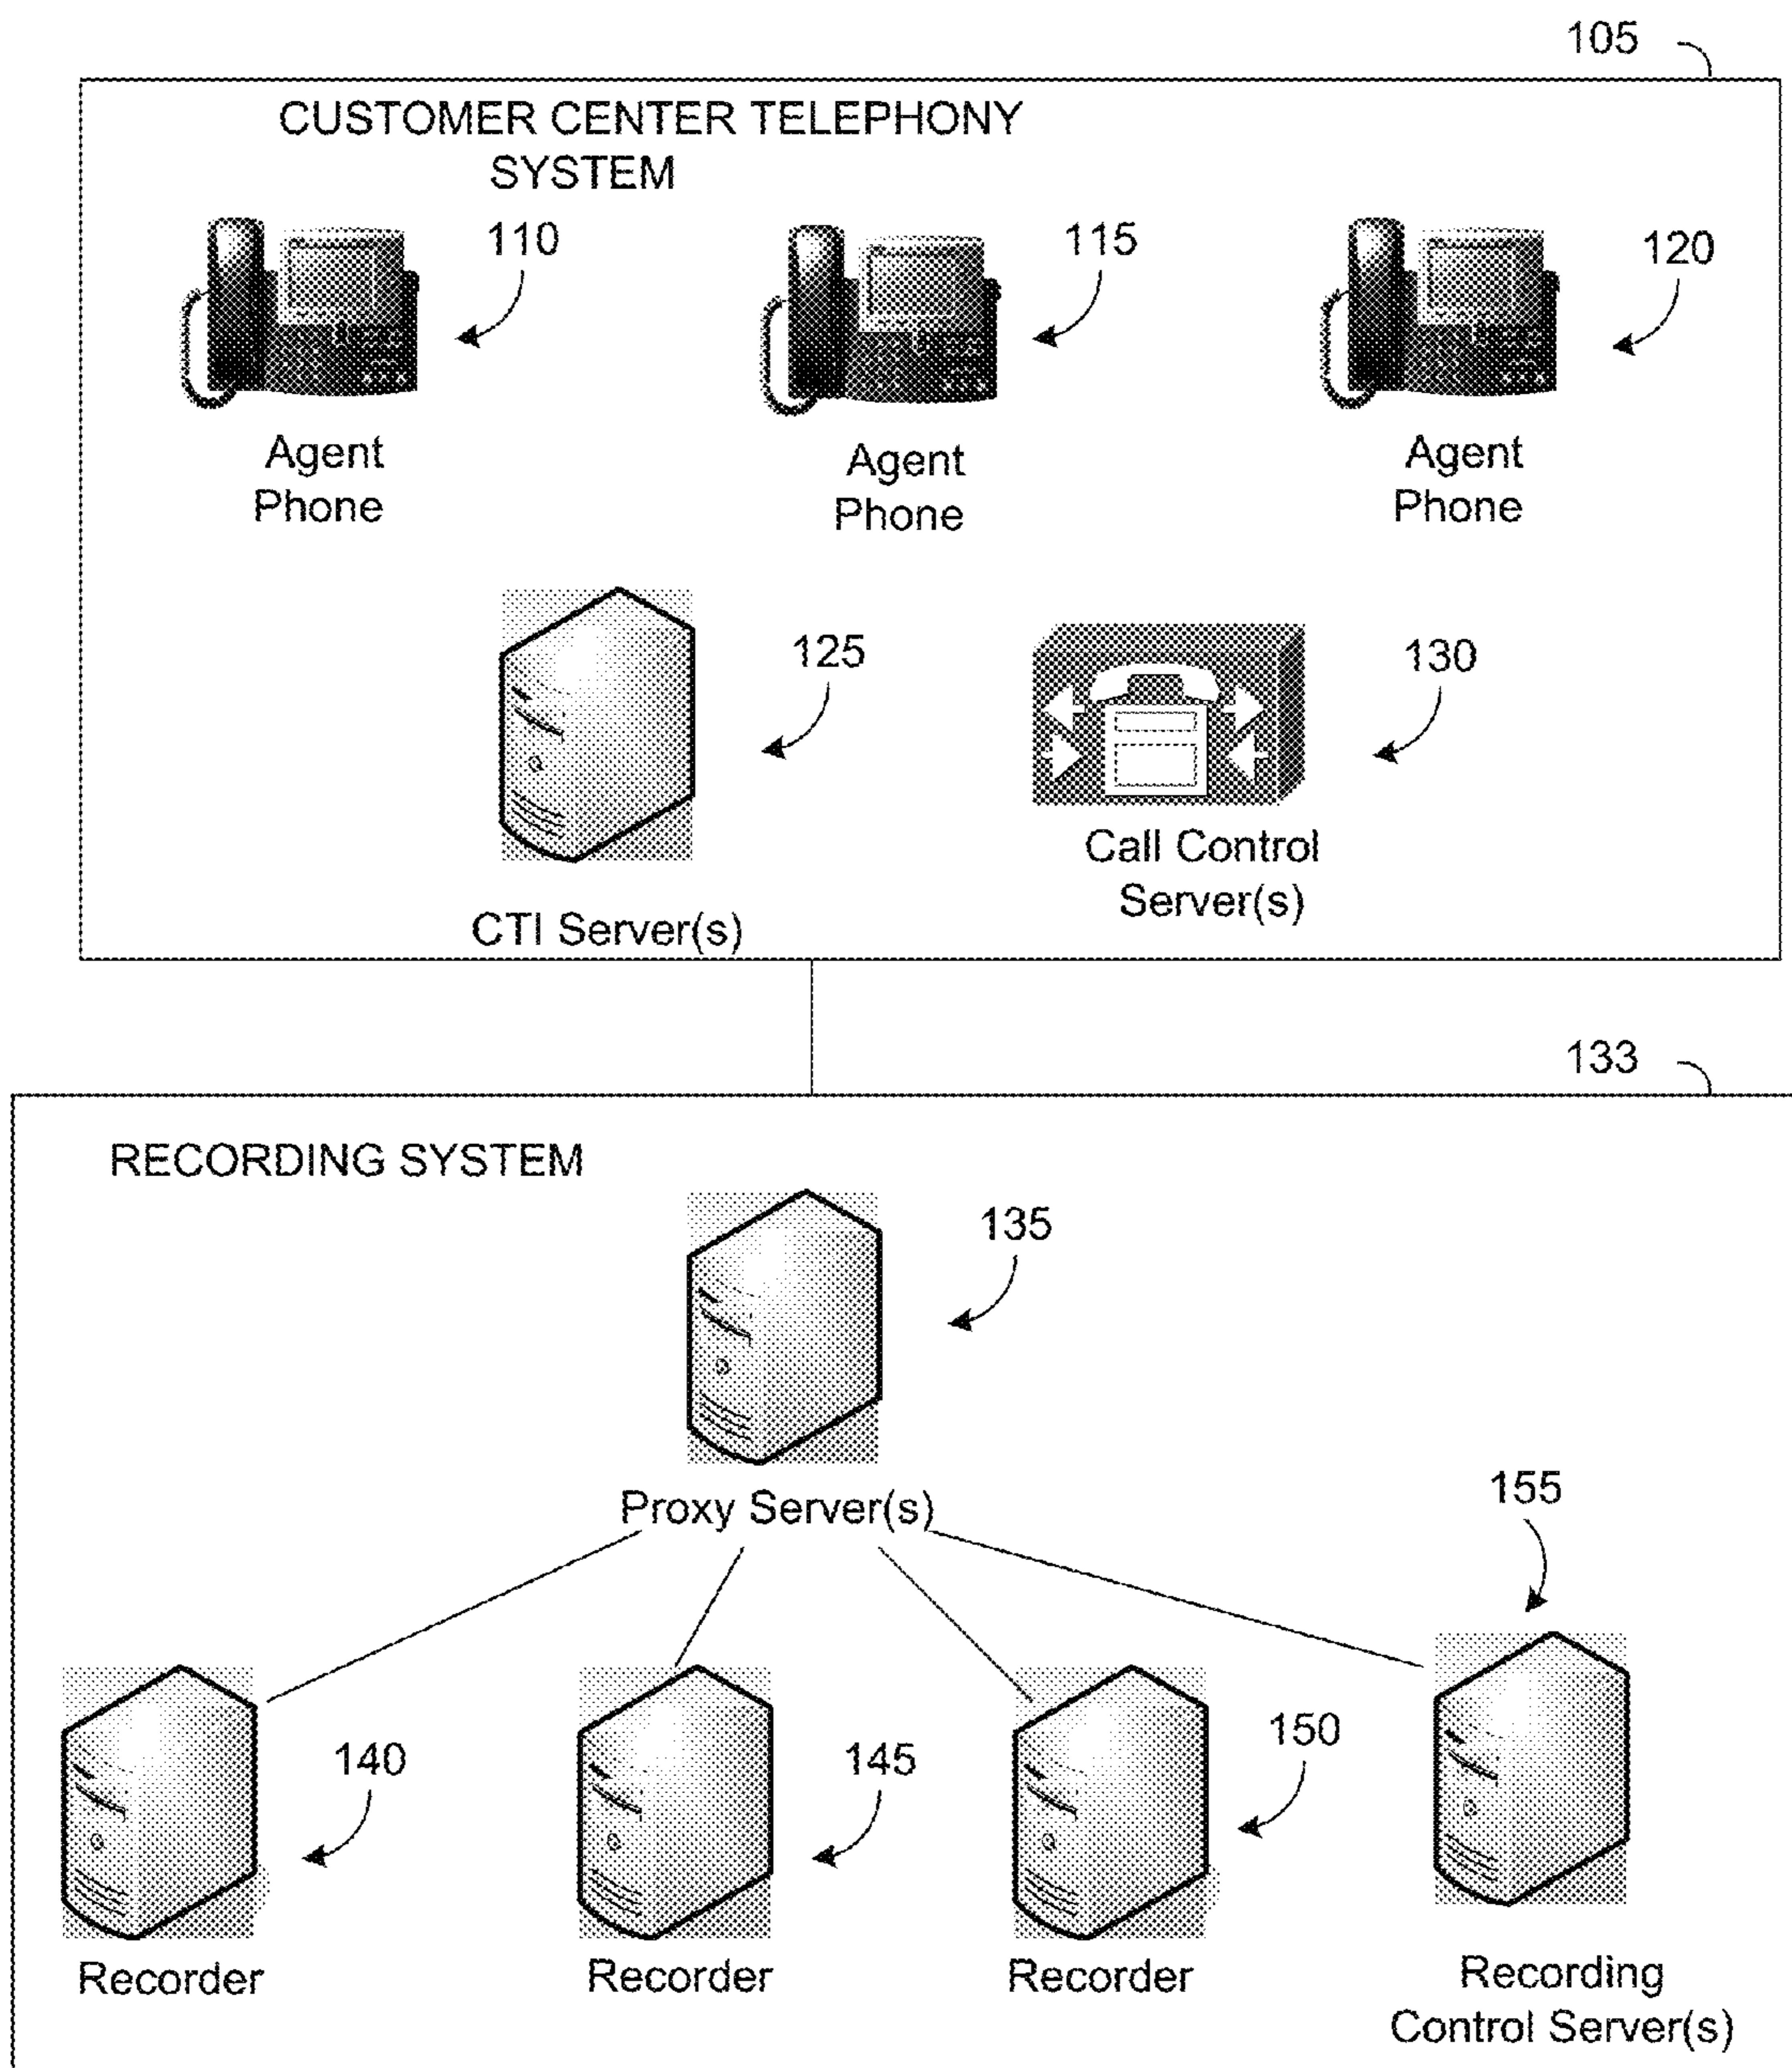 105
CUSTOMER CENTER TELEPHONY
SYSTEM
110
115
120
Agent
Phone
Agent
Phone
Agent
Phone
125
130
CTI Server(s)
Call Control
Server(s)
133
RECORDING SYSTEM
135
Proxy Server(s)
155
140
145
150
Recorder
Recorder
Recorder
Recording
Control Server(s)